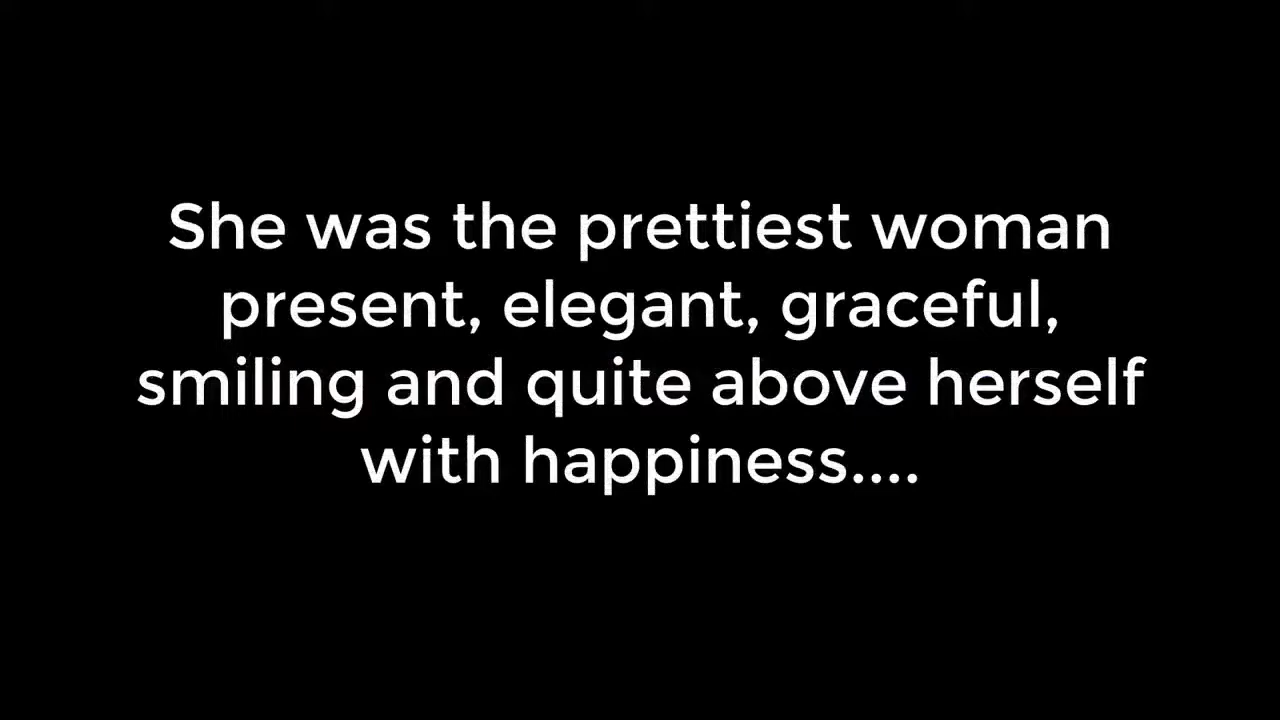 She was the prettiest woman
present, elegant, graceful,
smiling and quite above herself
with happiness....